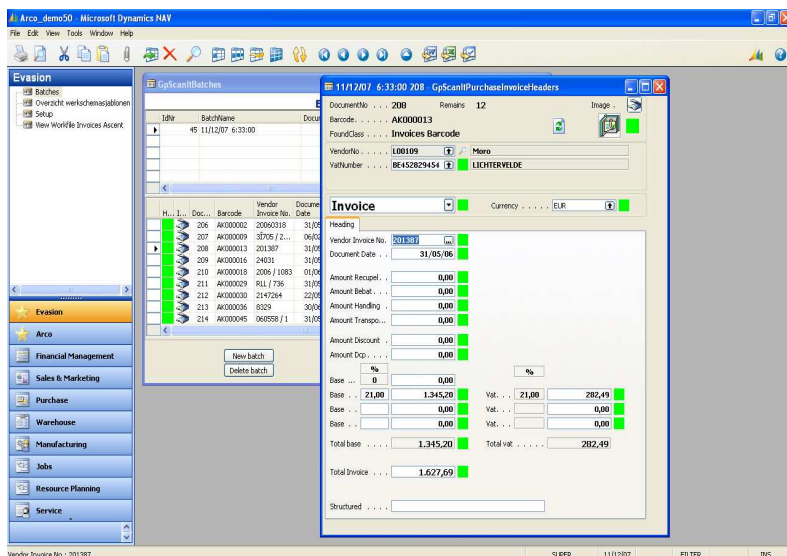 Arco_demo50 - Microsoft Dynamics NAV
File Edit View Tools Window Help
Evasion
Batches
Overzicht werkschemasjablonen
Setup
View Workfile Invoices Ascent
Evasion
Arco
Financial Management
Sales & Marketing
Purchase
Warehouse
Manufacturing
Jobs
Resource Planning
Service
GpScanItBatches
IdNr BatchName Docum
45 11/12/07 6:33:00
H... I... Doc... Barcode Vendor Invoice No. Docume Date
206 AK000002 20060318 31/05
207 AK000009 06/02
208 AK000013 201387 31/05
209 AK000016 24031 31/05
210 AK000018 2006 / 1083 01/06
211 AK000029 RLL / 736 31/05
212 AK000030 2147264 22/05
213 AK000036 8329 30/06
214 AK000045 060558 / 1 31/05
New batch
Delete batch
11/12/07 6:33:00 208 - GpScanItPurchaseInvoiceHeaders
DocumentNo . . . 208 Remains 12 Image .
Barcode. . . . . . AK000013
FoundClass . . . . Invoices Barcode
VendorNo . . . . . L00109 Moro
VatNumber . . . . BE452829454 LICHTERVELDE
Invoice Currency . . . . . EUR
Heading
Vendor Invoice No. 201387 ...
Document Date . . 31/05/06
Amount Recupel. . 0,00
Amount Bebat. . . 0,00
Amount Handling . 0,00
Amount Transpo... 0,00
Amount Discount . 0,00
Amount Dcp. . . . 0,00
% %
Base ... 0 0,00
Base . . 21,00 1.345,20 Vat. . . 21,00 282,49
Base . . 0,00 Vat. . . 0,00
Base . . 0,00 Vat. . . 0,00
Total base . . . . 1.345,20 Total vat . . . . . 282,49
Total Invoice . . . 1.627,69
Structured . . . .
Vendor Invoice No.: 201387 SUPER 11/12/07 FILTER INS